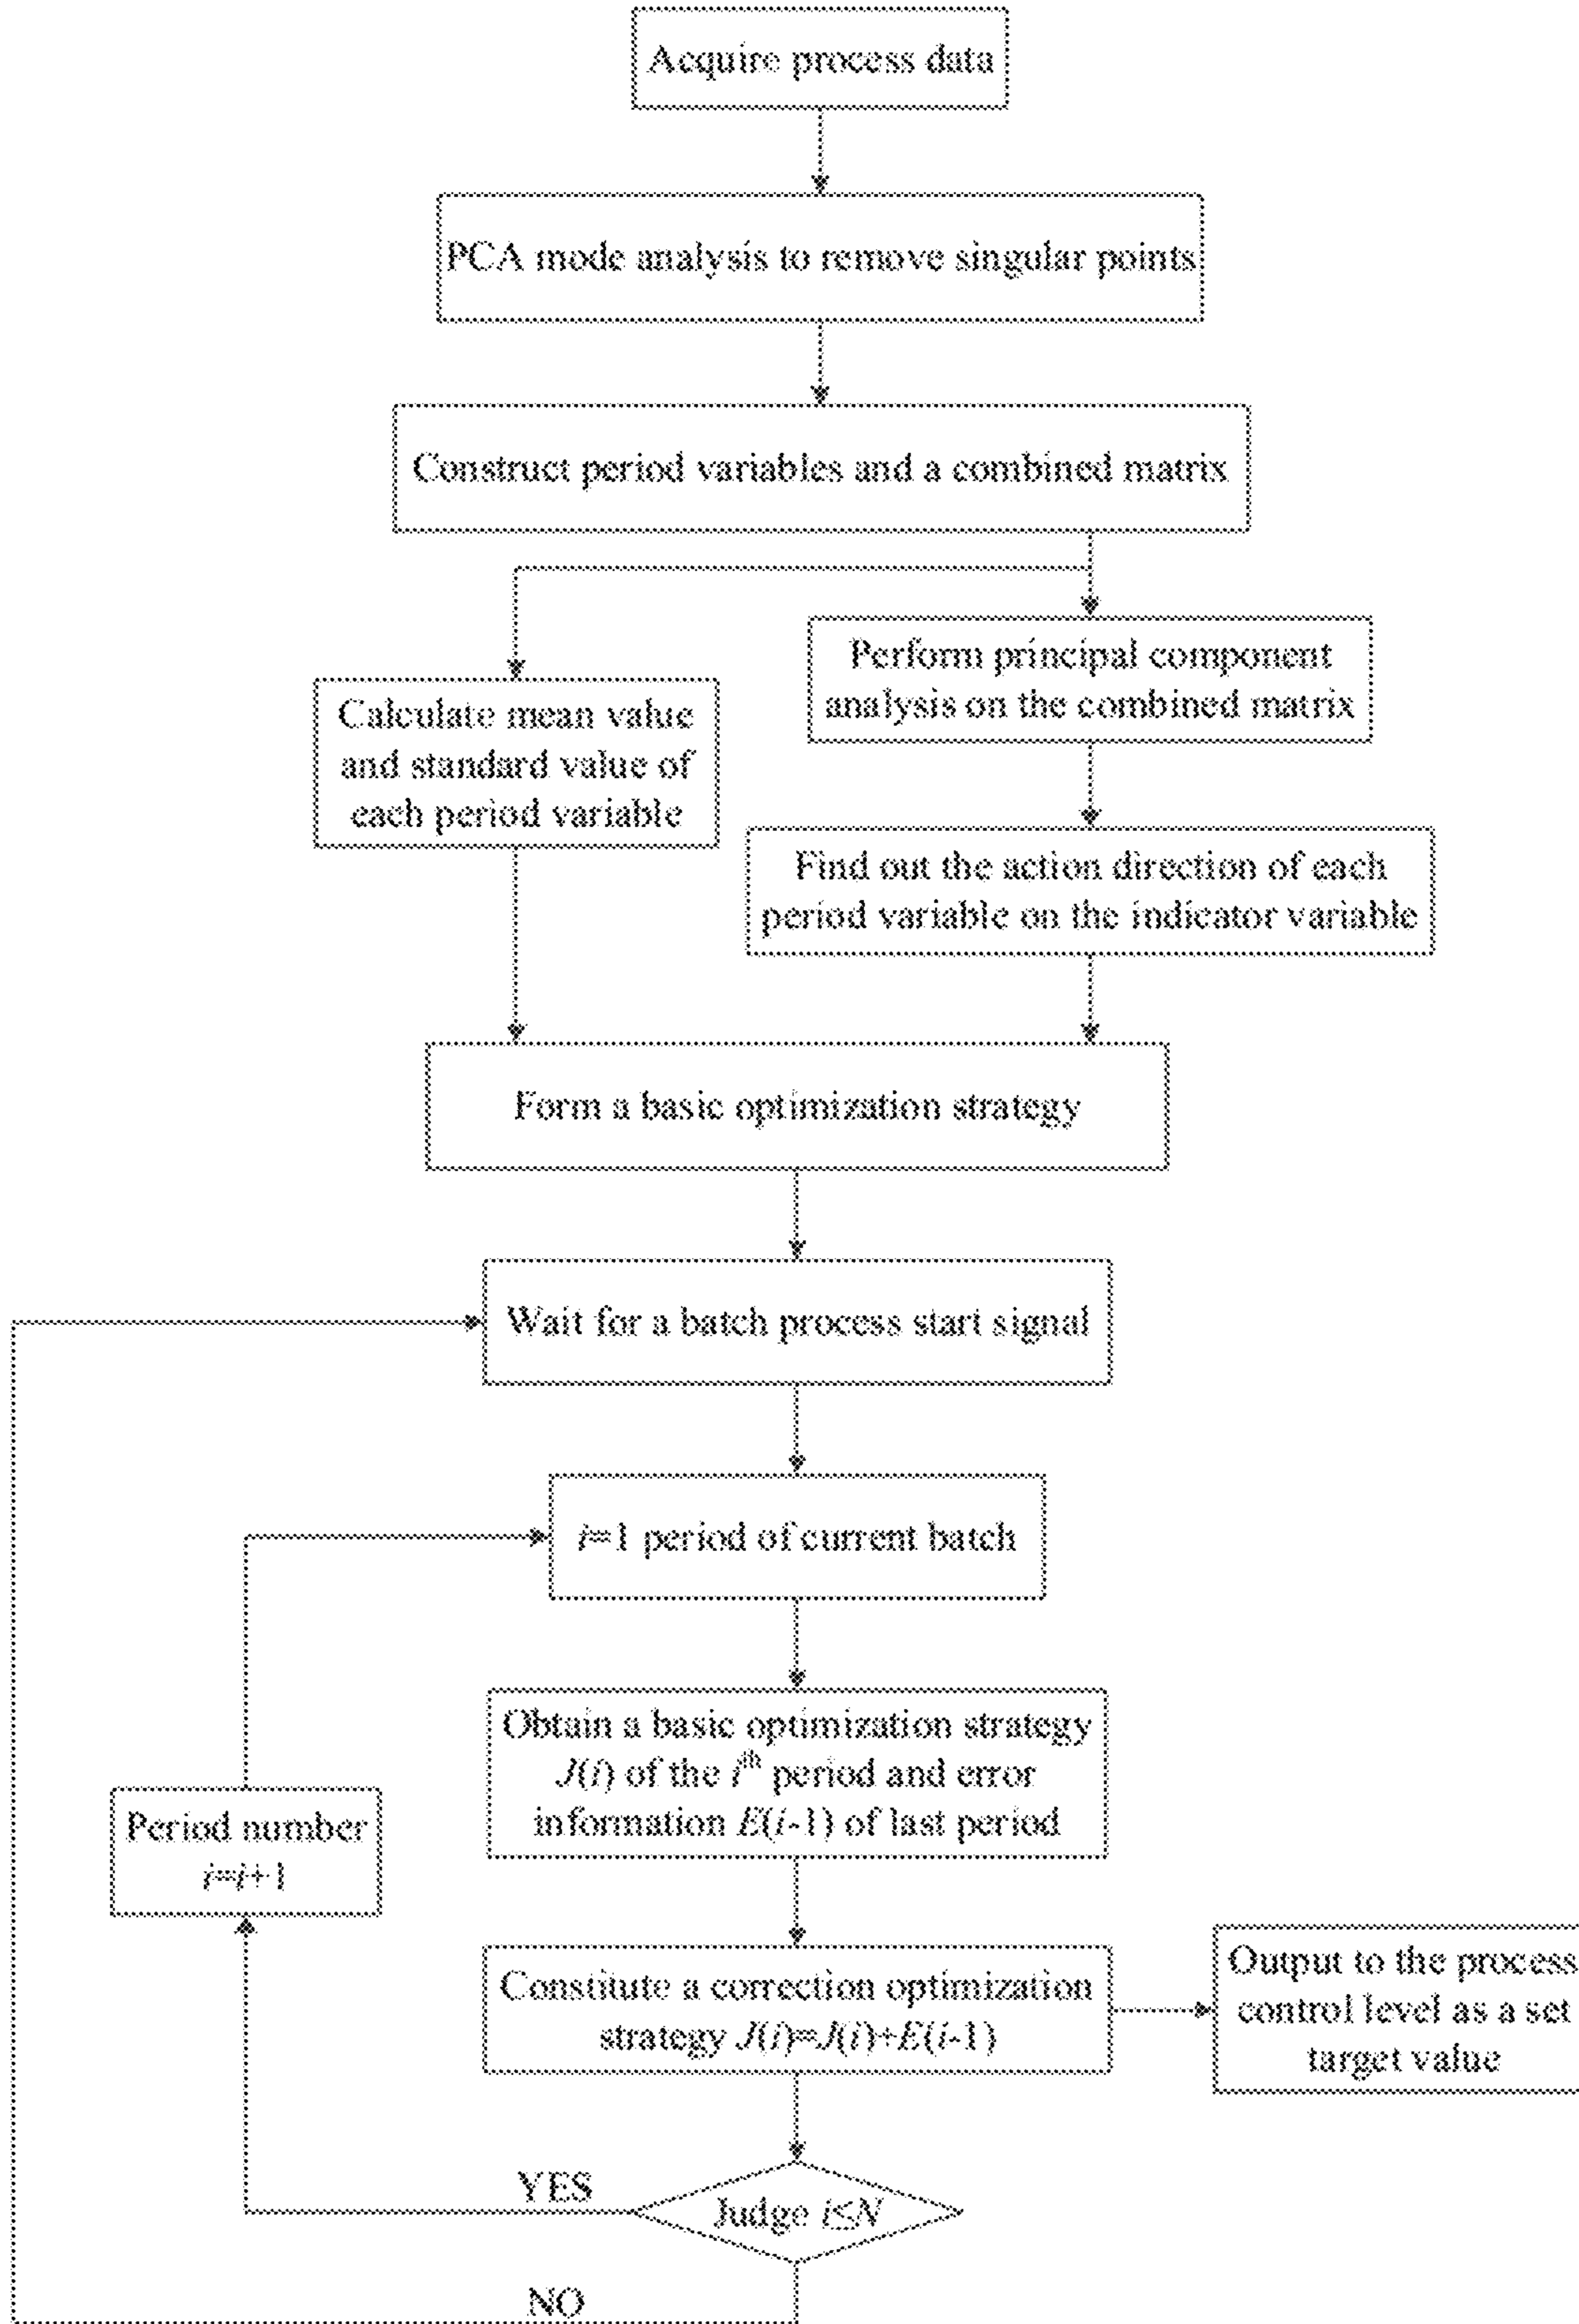 Acquire process data
PCA mode analysis to remove singular points
Construct period variables and a combined matrix
Calculate mean value
and standard value of
each period variable
Perform principal component
analysis on the combined matrix
Find out the action direction of each
period variable on the indicator variable
Form a basic optimization strategy
Wait for a batch process start signal
i=1 period of current batch
Obtain a basic optimization strategy
J(i) of the iᵗʰ period and error
information E(i-1) of last period
Period number
i=i+1
Constitute a correction optimization
strategy J(i)=J(i)+E(i-1)
Output to the process
control level as a set
target value
YES
Judge i≤N
NO